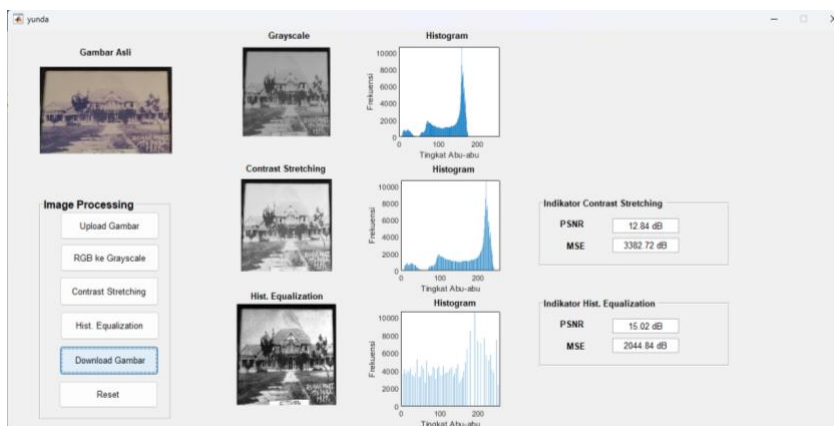 yunda
Gambar Asli
Grayscale
Histogram
10000
8000
6000
4000
2000
0
Frekuensi
0 100 200
Tingkat Abu-abu
Contrast Stretching
Histogram
10000
8000
6000
4000
2000
0
Frekuensi
0 100 200
Tingkat Abu-abu
Hist. Equalization
Histogram
10000
8000
6000
4000
2000
0
Frekuensi
0 100 200
Tingkat Abu-abu
Image Processing
Upload Gambar
RGB ke Grayscale
Contrast Stretching
Hist. Equalization
Download Gambar
Reset
Indikator Contrast Stretching
PSNR 12.84 dB
MSE 3382.72 dB
Indikator Hist. Equalization
PSNR 15.02 dB
MSE 2044.84 dB